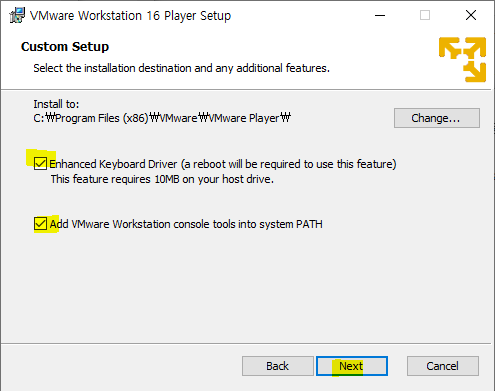 VMware Workstation 16 Player Setup
Custom Setup
Select the installation destination and any additional features.
Install to:
C:₩Program Files (x86)₩VMware₩VMware Player₩
Change...
Enhanced Keyboard Driver (a reboot will be required to use this feature)
This feature requires 10MB on your host drive.
Add VMware Workstation console tools into system PATH
Back
Next
Cancel